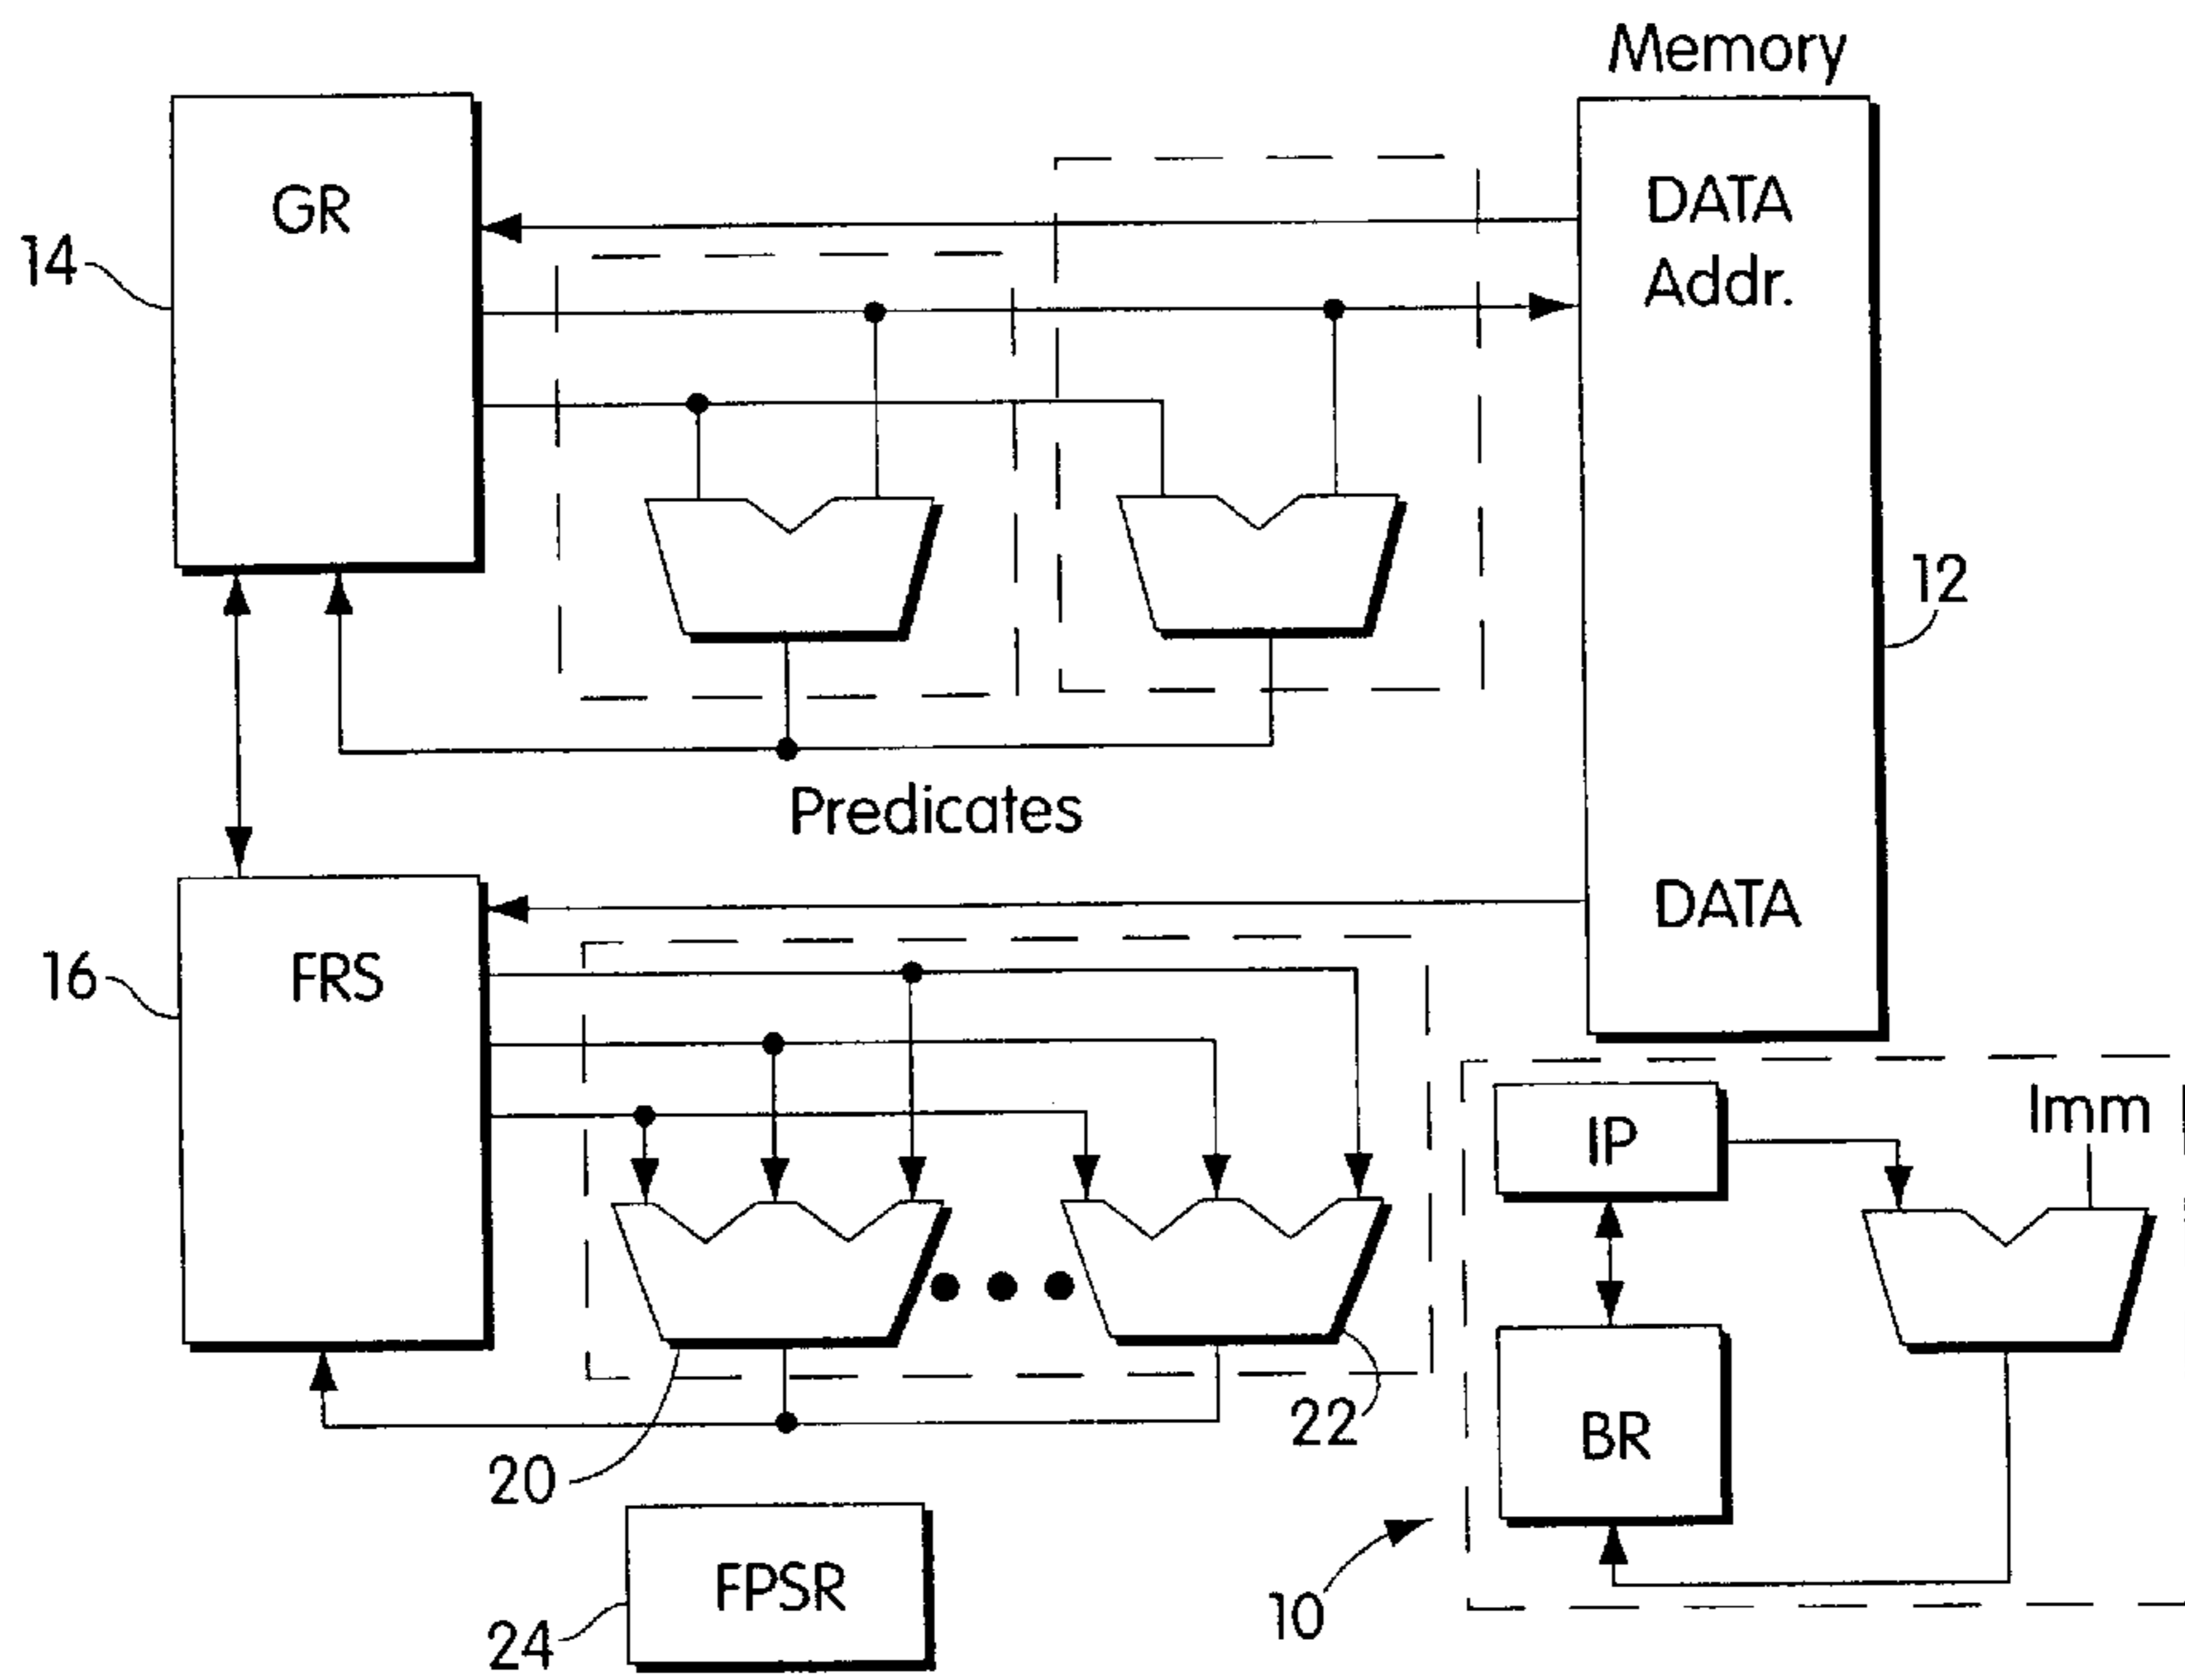 Memory
GR
DATA
Addr.
14
12
Predicates
DATA
16
FRS
IP
Imm
BR
22
20
FPSR
10
24